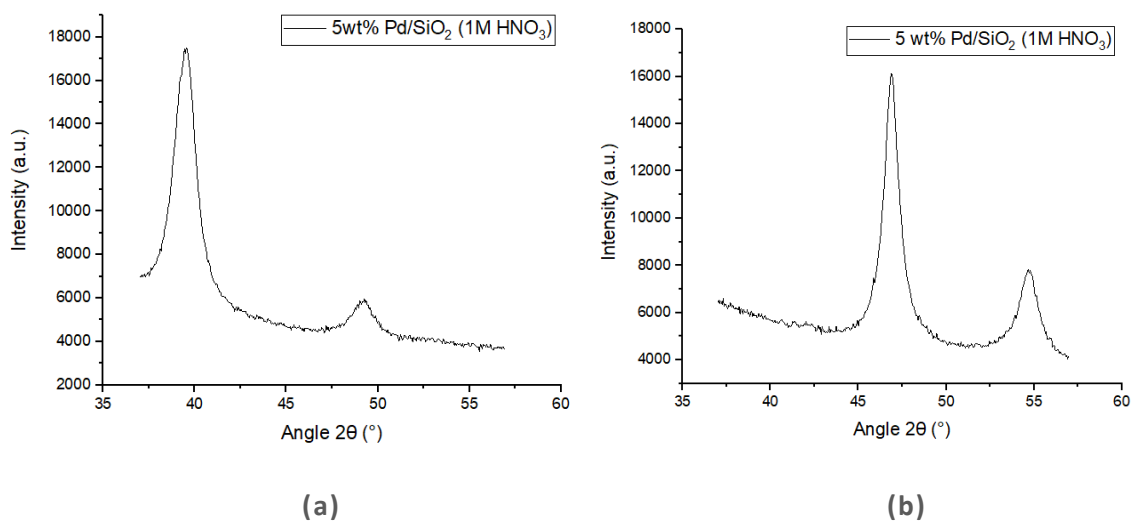 5wt% Pd/SiO₂ (1M HNO₃)
18000
16000
14000
12000
10000
8000
6000
4000
2000
Intensity (a.u.)
35 40 45 50 55 60
Angle 2θ (°)
(a)
5 wt% Pd/SiO₂ (1M HNO₃)
18000
16000
14000
12000
10000
8000
6000
4000
Intensity (a.u.)
35 40 45 50 55 60
Angle 2θ (°)
(b)